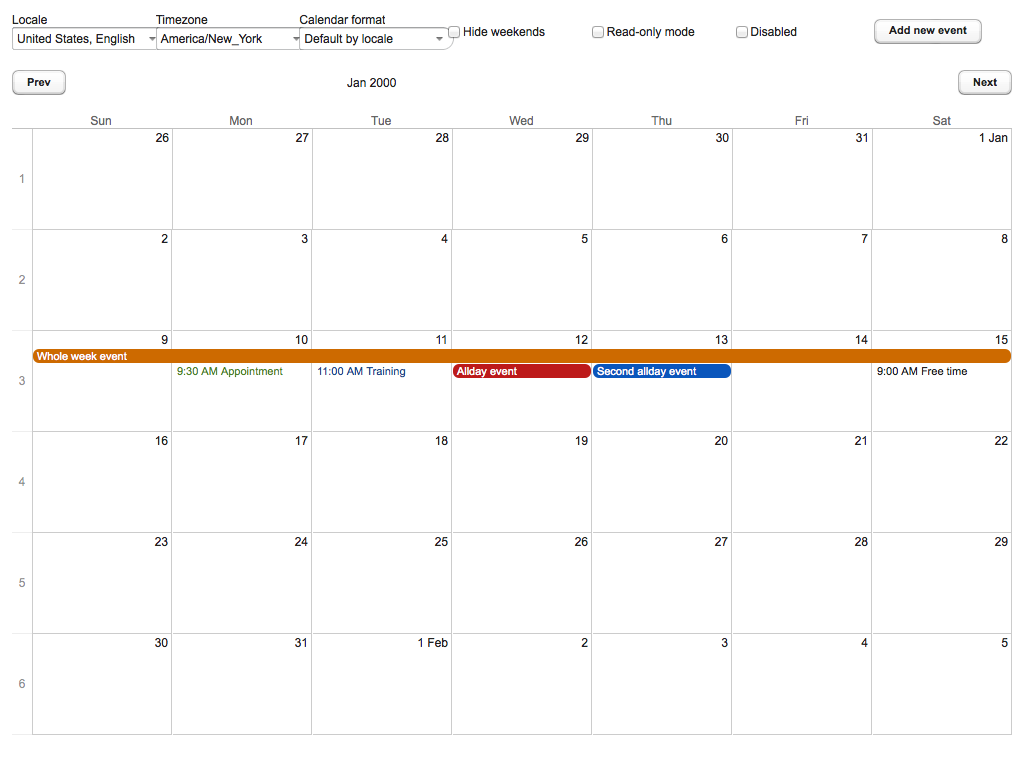 Locale Timezone Calendar format
United States, English America/New_York Default by locale Hide weekends Read-only mode Disabled Add new event
Prev Jan 2000 Next
Sun Mon Tue Wed Thu Fri Sat
26 27 28 29 30 31 1 Jan
1
2 3 4 5 6 7 8
2
9 10 11 12 13 14 15
Whole week event
9:30 AM Appointment 11:00 AM Training Allday event Second allday event 9:00 AM Free time
3
16 17 18 19 20 21 22
4
23 24 25 26 27 28 29
5
30 31 1 Feb 2 3 4 5
6